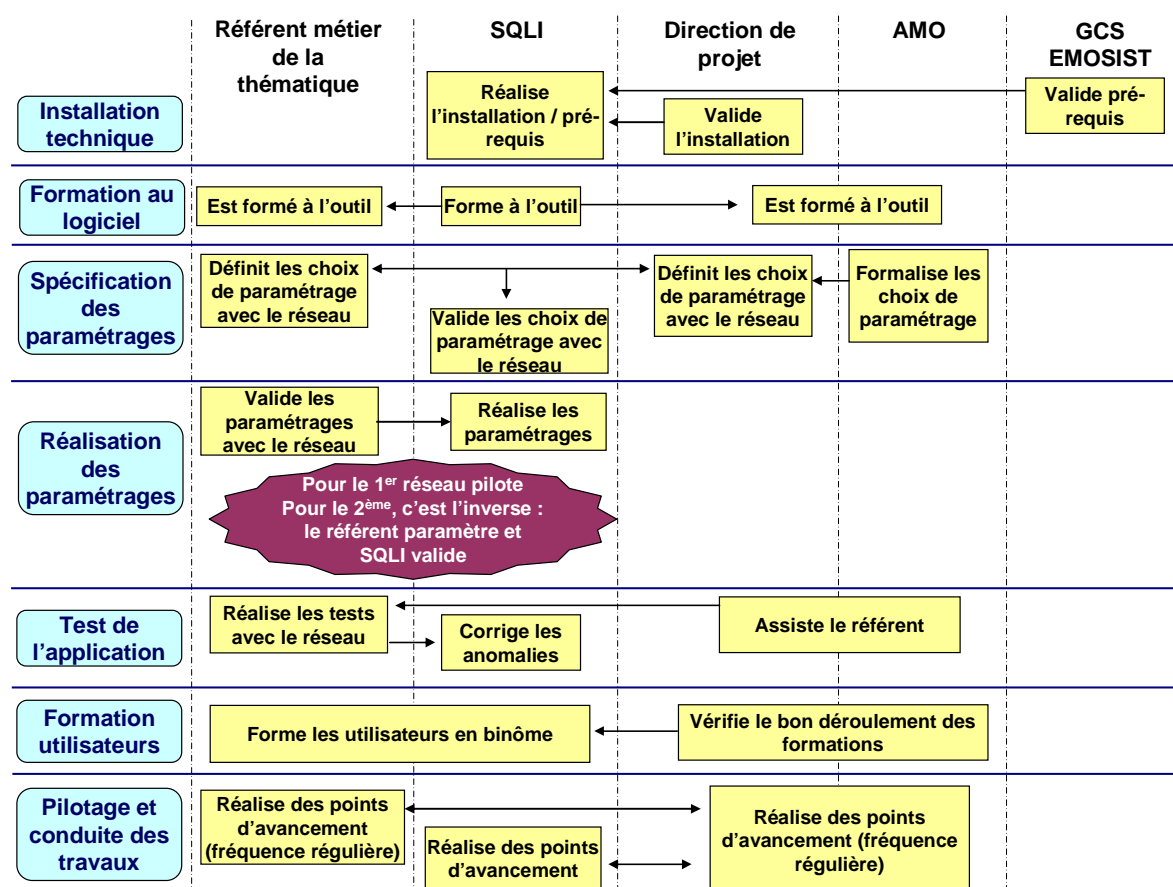 Référent métier
de la
thématique
SQLI
Direction de
projet
AMO
GCS
EMOSIST
Installation
technique
Réalise
l'installation / pré-
requis
Valide
l'installation
Valide pré-
requis
Formation au
logiciel
Est formé à l'outil
Forme à l'outil
Est formé à l'outil
Spécification
des
paramétrages
Définit les choix
de paramétrage
avec le réseau
Valide les choix de
paramétrage avec
le réseau
Définit les choix
de paramétrage
avec le réseau
Formalise les
choix de
paramétrage
Réalisation
des
paramétrages
Valide les
paramétrages
avec le réseau
Réalise les
paramétrages
Pour le 1er réseau pilote
Pour le 2ème, c'est l'inverse :
le référent paramètre et
SQLI valide
Test de
l'application
Réalise les tests
avec le réseau
Corrige les
anomalies
Assiste le référent
Formation
utilisateurs
Forme les utilisateurs en binôme
Vérifie le bon déroulement des
formations
Pilotage et
conduite des
travaux
Réalise des points
d'avancement
(fréquence régulière)
Réalise des points
d'avancement
Réalise des points
d'avancement (fréquence
régulière)